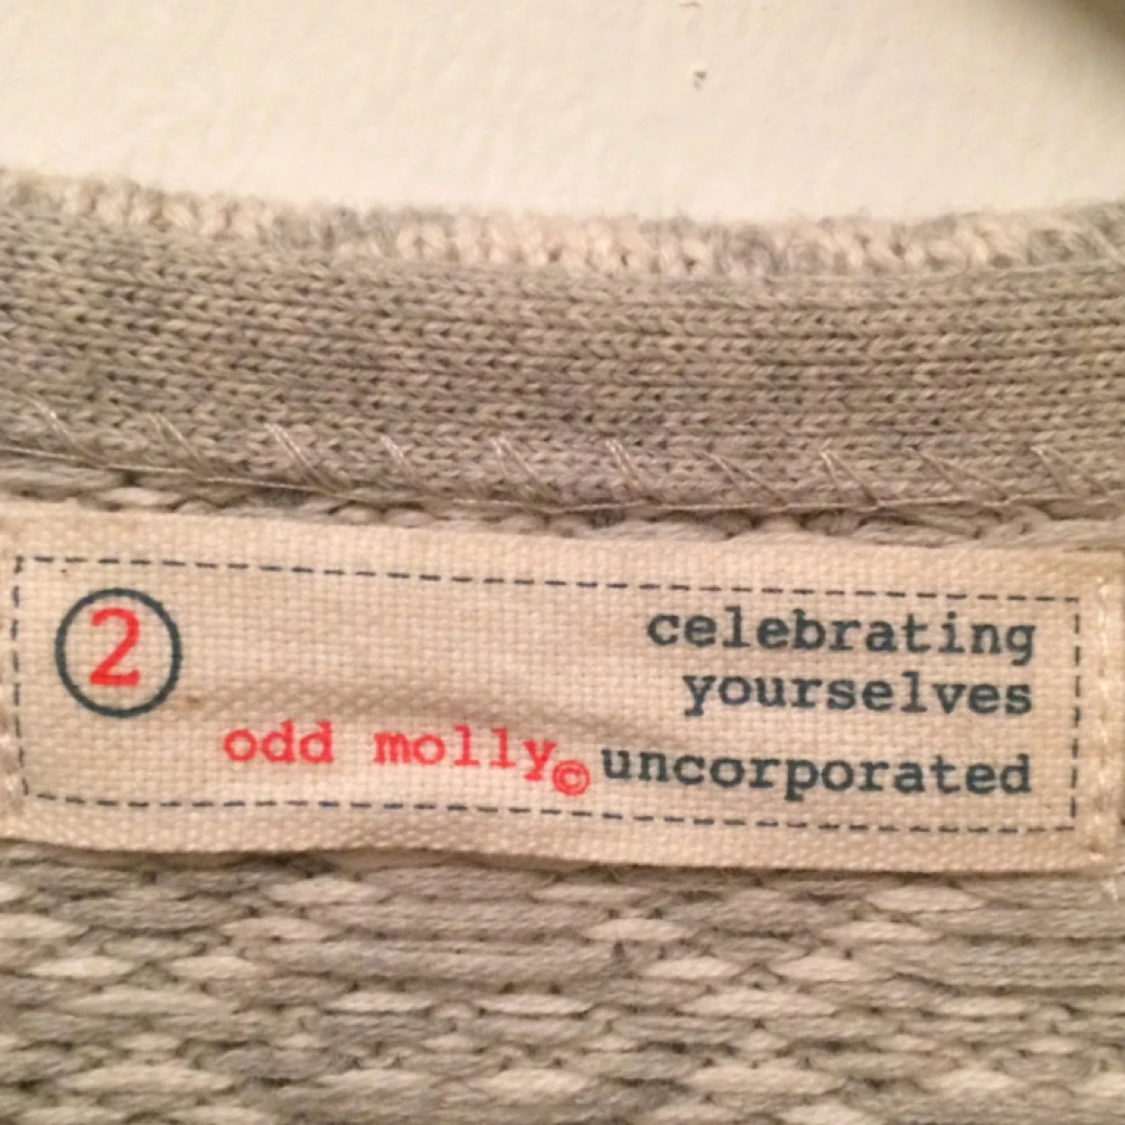 2
celebrating
yourselves
odd molly© uncorporated